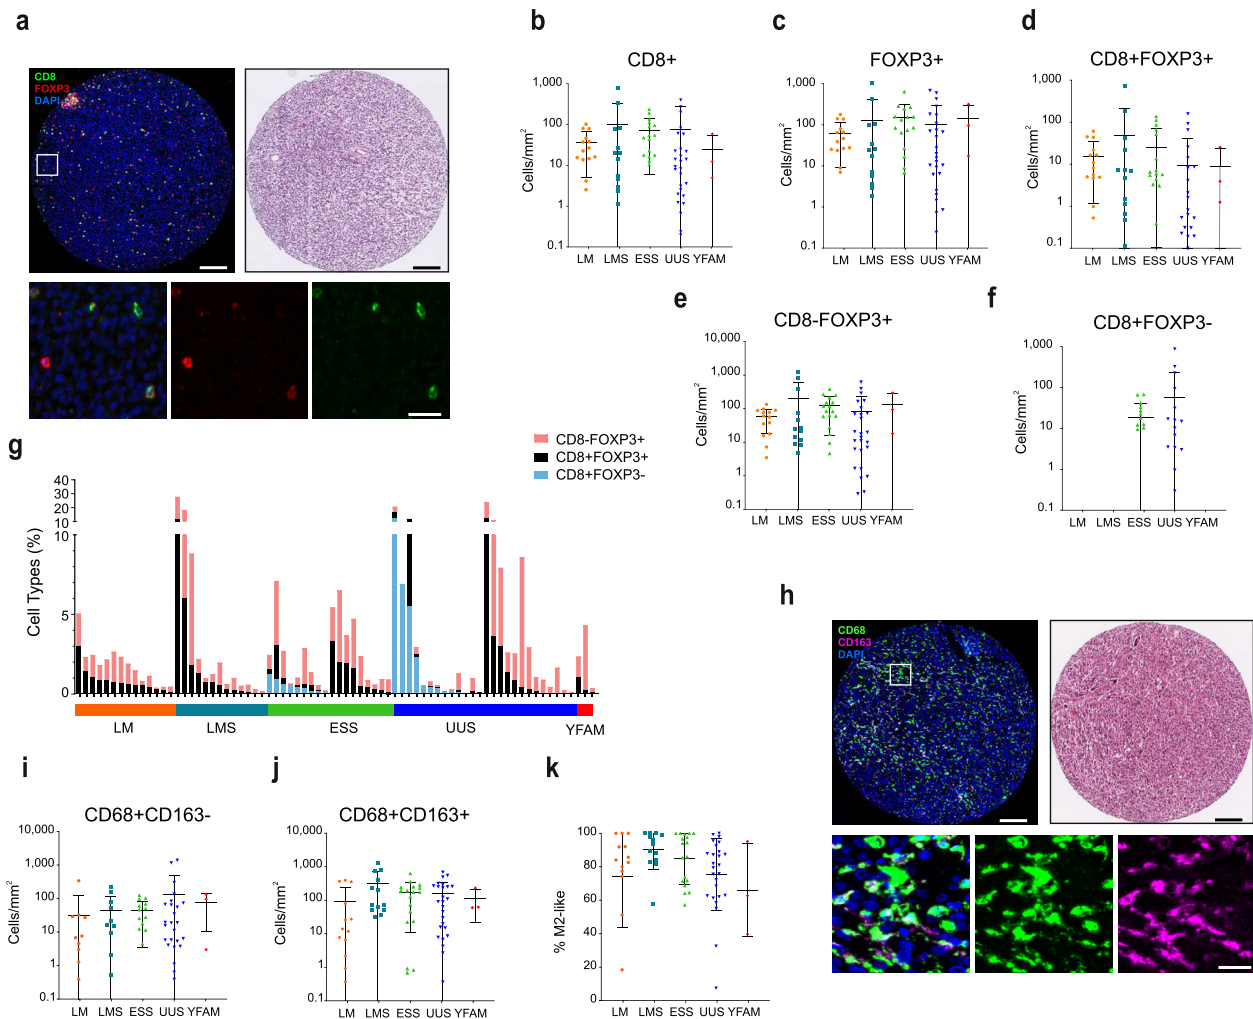 a
CD8
FOXP3
DAPI
b
CD8+
Cells/mm2
1,000
100
10
1
0.1
LM LMS ESS UUS YFAM
c
FOXP3+
Cells/mm2
1,000
100
10
1
0.1
LM LMS ESS UUS YFAM
d
CD8+FOXP3+
Cells/mm2
1,000
100
10
1
0.1
LM LMS ESS UUS YFAM
e
CD8-FOXP3+
Cells/mm2
10,000
1,000
100
10
1
0.1
LM LMS ESS UUS YFAM
f
CD8+FOXP3-
Cells/mm2
1,000
100
10
1
0.1
LM LMS ESS UUS YFAM
g
CD8-FOXP3+
CD8+FOXP3+
CD8+FOXP3-
Cell Types (%)
40
30
20
10
10
5
0
LM LMS ESS UUS YFAM
h
CD68
CD163
DAPI
i
CD68+CD163-
Cells/mm2
10,000
1,000
100
10
1
0.1
LM LMS ESS UUS YFAM
j
CD68+CD163+
Cells/mm2
10,000
1,000
100
10
1
0.1
LM LMS ESS UUS YFAM
k
% M2-like
100
80
60
40
20
0
LM LMS ESS UUS YFAM